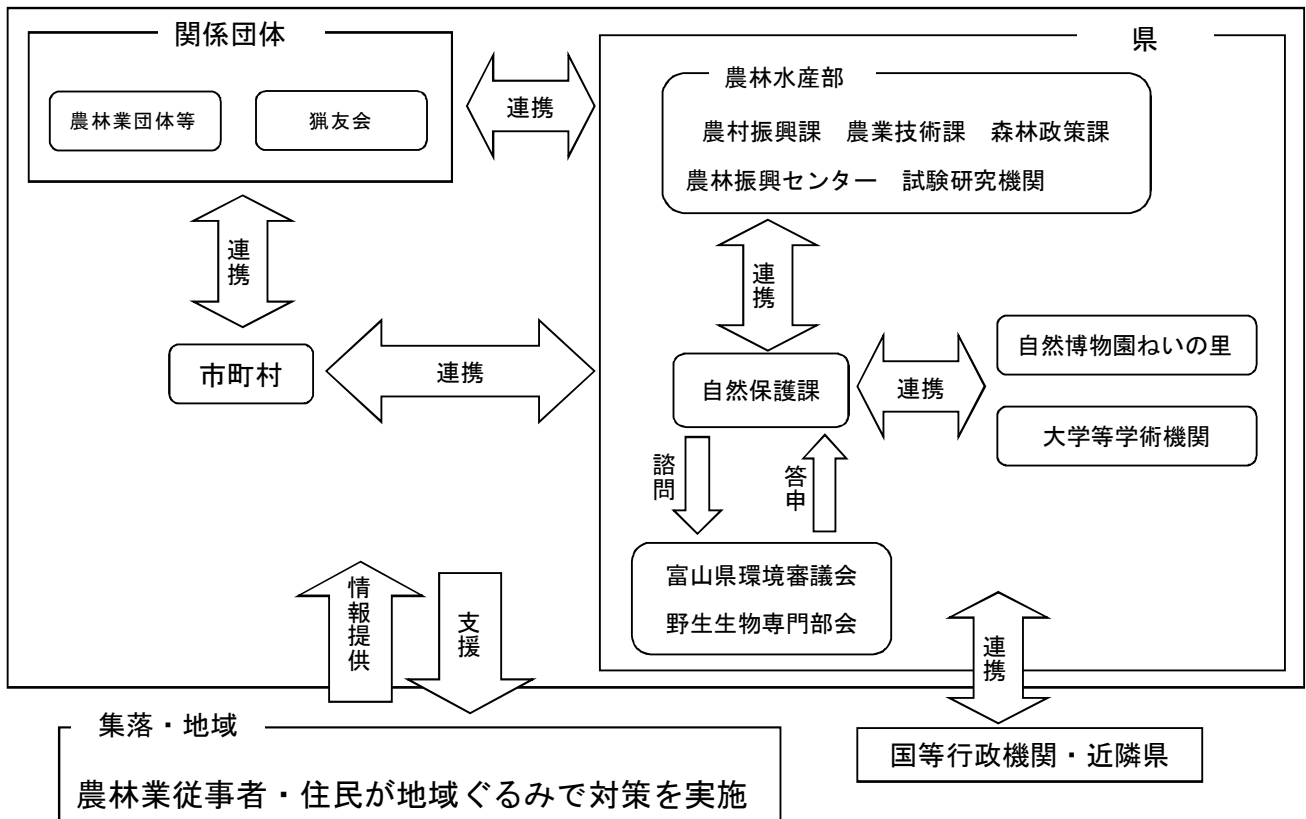 関係団体
農林業団体等
猟友会
連携
県
農林水産部
農村振興課 農業技術課 森林政策課
農林振興センター 試験研究機関
連携
連携
市町村
連携
自然保護課
連携
自然博物園ねいの里
大学等学術機関
諮問
答申
富山県環境審議会
野生生物専門部会
情報提供
支援
連携
集落・地域
農林業従事者・住民が地域ぐるみで対策を実施
国等行政機関・近隣県